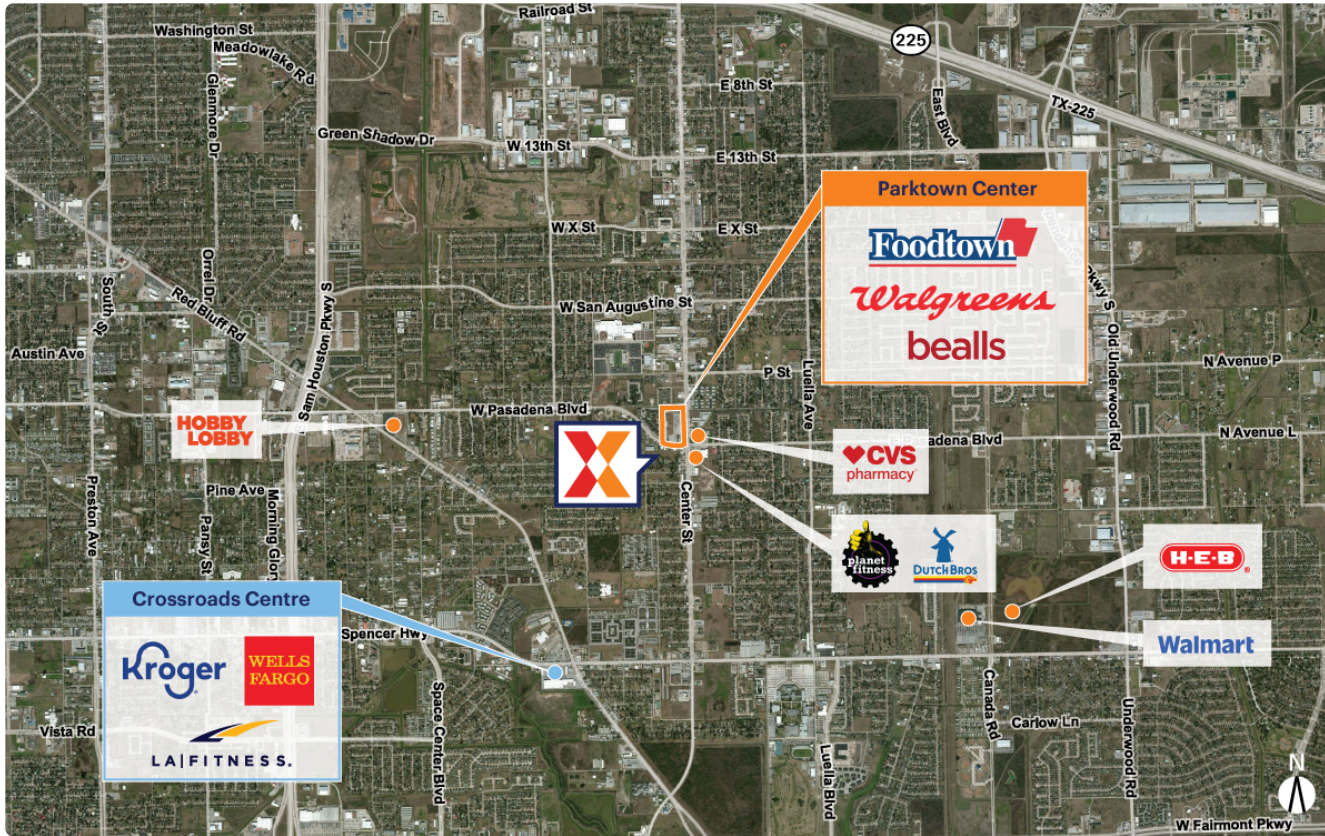 Railroad St
Washington St
Meadowlake Rd
Glenmore Dr
225
TX-225
East Blvd
E 8th St
Green Shadow Dr
W 13th St
E 13th St
Parktown Center
Foodtown
Walgreens
bealls
W X St
E X St
Orrel Dr
South St
Red Bluff Rd
Sam Houston Pkwy S
W San Augustine St
Pkwy S
Old Underwood Rd
Austin Ave
P St
Luella Ave
N Avenue P
W Pasadena Blvd
HOBBY
LOBBY
E Pasadena Blvd
N Avenue L
CVS
pharmacy
Preston Ave
Pine Ave
Pansy St
Morning Glor
Center St
planet
fitness
DUTCH BROS
H-E-B
Walmart
Crossroads Centre
Kroger
WELLS
FARGO
LA|FITNESS.
Spencer Hwy
Space Center Blvd
Vista Rd
Luella Blvd
Canada Rd
Carlow Ln
Underwood Rd
N
W Fairmont Pkwy